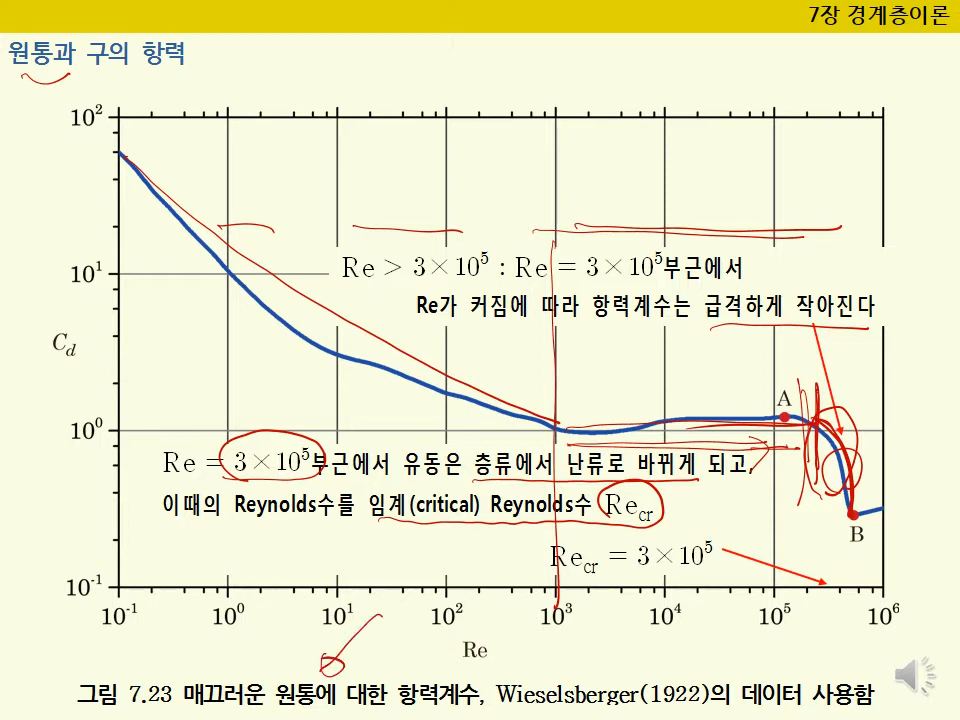 7장 경계층이론
원통과 구의 항력
10²
10¹
10⁰
10⁻¹
C_d
Re > 3×10⁵ : Re = 3×10⁵부근에서
Re가 커짐에 따라 항력계수는 급격하게 작아진다
A
Re = 3×10⁵부근에서 유동은 층류에서 난류로 바뀌게 되고,
이때의 Reynolds수를 임계(critical) Reynolds수 Re_cr
B
Re_cr = 3×10⁵
10⁻¹ 10⁰ 10¹ 10² 10³ 10⁴ 10⁵ 10⁶
Re
그림 7.23 매끄러운 원통에 대한 항력계수, Wieselsberger(1922)의 데이터 사용함